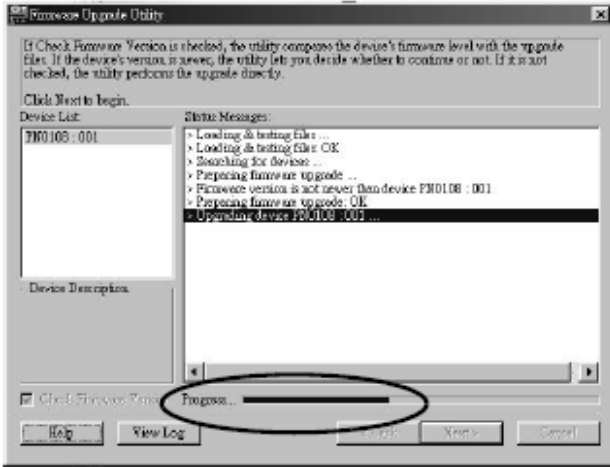 Firmware Upgrade Utility
If Check Firmware Version is checked, the utility compares the device's firmware level with the upgrade
files. If the device's version is newer, the utility lets you decide whether to continue or not. If it is not
checked, the utility performs the upgrade directly.
Click Next to begin.
Device List:
Status Messages:
PN0108 : 001
> Loading & testing files ...
> Loading & testing files: OK
> Searching for devices ...
> Preparing firmware upgrade ...
> Firmware version is not newer than device PN0108 : 001
> Preparing firmware upgrade: OK
> Upgrading device PN0108 : 001 ...
Device Description
Check Firmware Version
Progress...
Help
View Log
< Back
Next >
Cancel